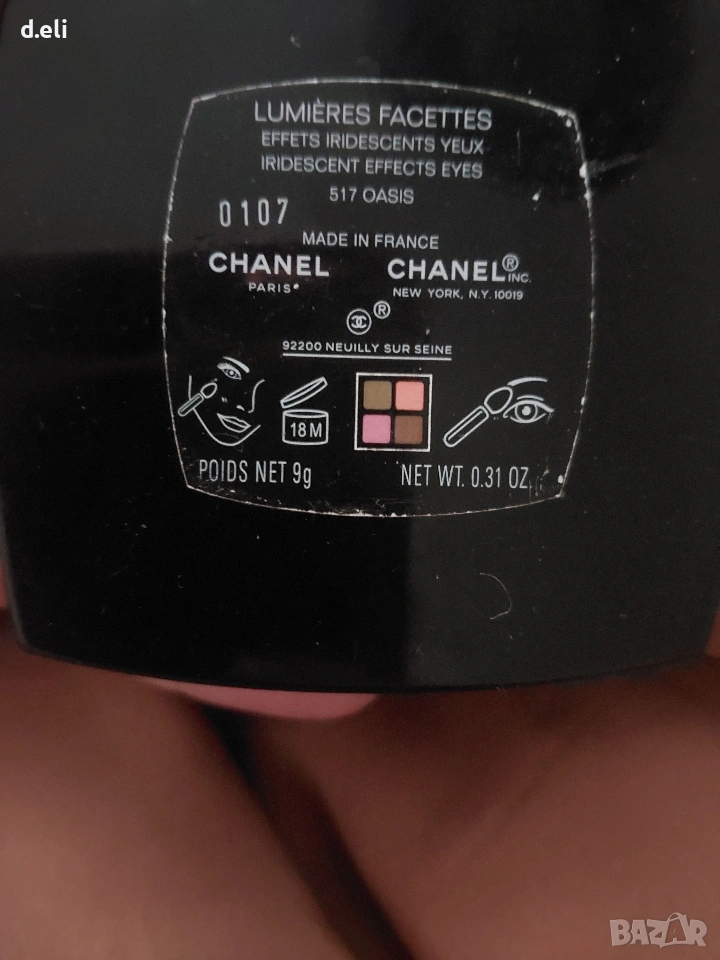 d.eli
LUMIÈRES FACETTES
EFFETS IRIDESCENTS YEUX
IRIDESCENT EFFECTS EYES
517 OASIS
0107
MADE IN FRANCE
CHANEL CHANEL® INC.
PARIS NEW YORK, N.Y. 10019
®
92200 NEUILLY SUR SEINE
18 M
POIDS NET 9g NET WT. 0.31 OZ.
BAZAR